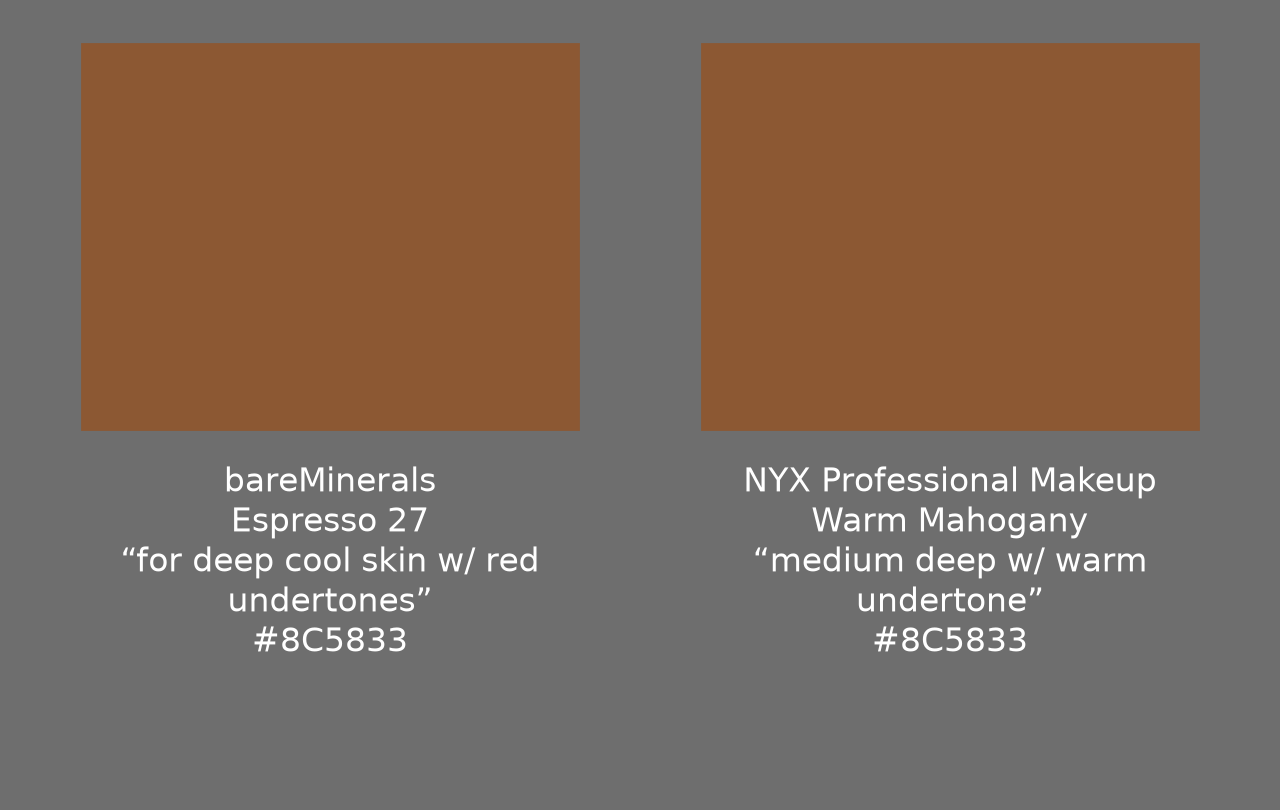 bareMinerals
Espresso 27
“for deep cool skin w/ red
undertones”
#8C5833
NYX Professional Makeup
Warm Mahogany
“medium deep w/ warm
undertone”
#8C5833